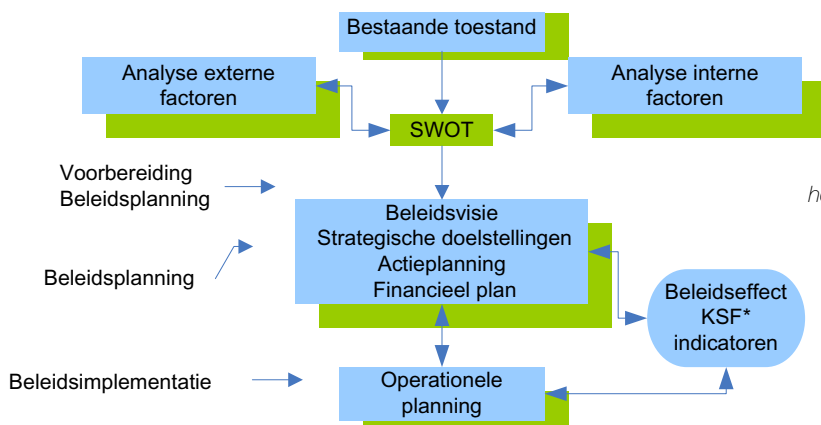 Bestaande toestand
Analyse externe
factoren
Analyse interne
factoren
SWOT
Voorbereiding
Beleidsplanning
Beleidsvisie
Strategische doelstellingen
Actieplanning
Financieel plan
Beleidsplanning
Beleidseffect
KSF*
indicatoren
Beleidsimplementatie
Operationele
planning